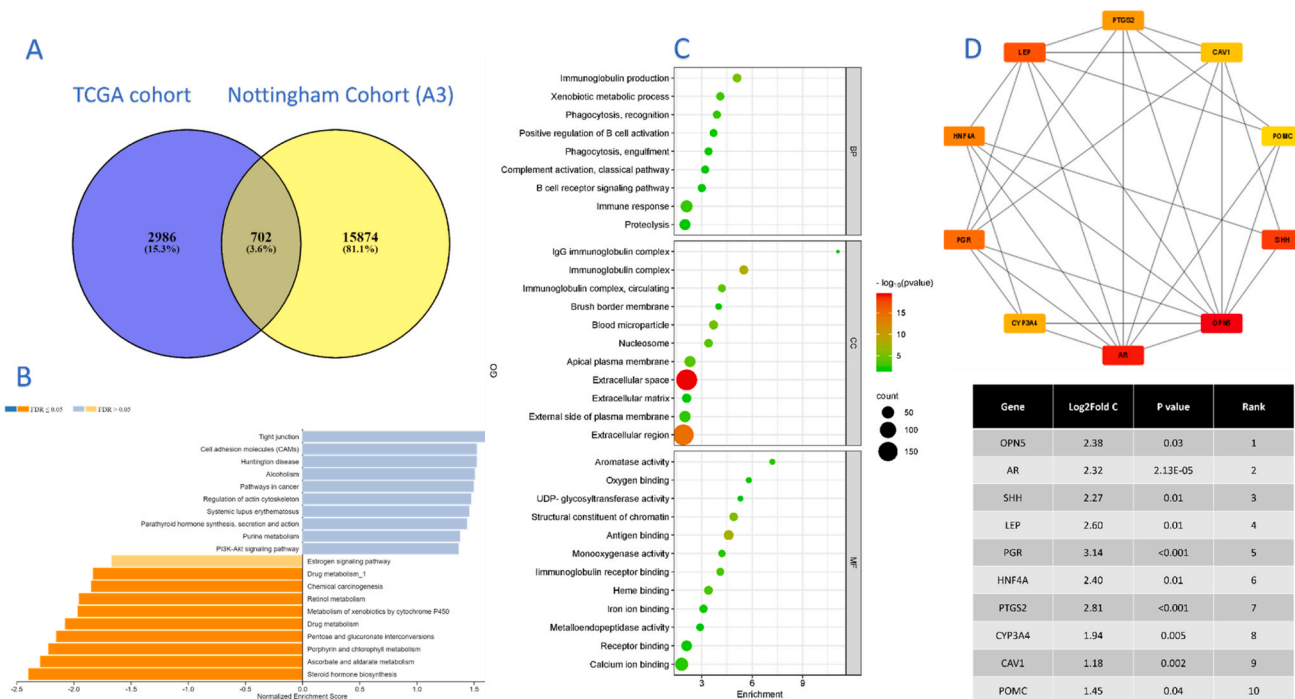 A
TCGA cohort
Nottingham Cohort (A3)
2986
(15.3%)
702
(3.6%)
15874
(81.1%)
B
FDR ≤ 0.05
FDR > 0.05
Tight junction
Cell adhesion molecules (CAMs)
Huntington disease
Alcoholism
Pathways in cancer
Regulation of actin cytoskeleton
Systemic lupus erythematosus
Parathyroid hormone synthesis, secretion and action
Purine metabolism
PI3K-Akt signaling pathway
Estrogen signaling pathway
Drug metabolism_1
Chemical carcinogenesis
Retinol metabolism
Metabolism of xenobiotics by cytochrome P450
Drug metabolism
Pentose and glucuronate interconversions
Porphyrin and chlorophyll metabolism
Ascorbate and aldarate metabolism
Steroid hormone biosynthesis
-2.5 -2.0 -1.5 -1.0 -0.5 0.0 0.5 1.0 1.5
Normalized Enrichment Score
C
GO
Immunoglobulin production
Xenobiotic metabolic process
Phagocytosis, recognition
Positive regulation of B cell activation
Phagocytosis, engulfment
Complement activation, classical pathway
B cell receptor signaling pathway
Immune response
Proteolysis
BP
IgG immunoglobulin complex
Immunoglobulin complex
Immunoglobulin complex, circulating
Brush border membrane
Blood microparticle
Nucleosome
Apical plasma membrane
Extracellular space
Extracellular matrix
External side of plasma membrane
Extracellular region
CC
Aromatase activity
Oxygen binding
UDP- glycosyltransferase activity
Structural constituent of chromatin
Antigen binding
Monooxygenase activity
Iimmunoglobulin receptor binding
Heme binding
Iron ion binding
Metalloendopeptidase activity
Receptor binding
Calcium ion binding
MF
3 6 9
Enrichment
- log10(pvalue)
15
10
5
count
50
100
150
D
PTGS2
LEP
CAV1
HNF4A
POMC
PGR
SHH
CYP3A4
OPN5
AR
Gene Log2Fold C P value Rank
OPN5 2.38 0.03 1
AR 2.32 2.13E-05 2
SHH 2.27 0.01 3
LEP 2.60 0.01 4
PGR 3.14 <0.001 5
HNF4A 2.40 0.01 6
PTGS2 2.81 <0.001 7
CYP3A4 1.94 0.005 8
CAV1 1.18 0.002 9
POMC 1.45 0.04 10